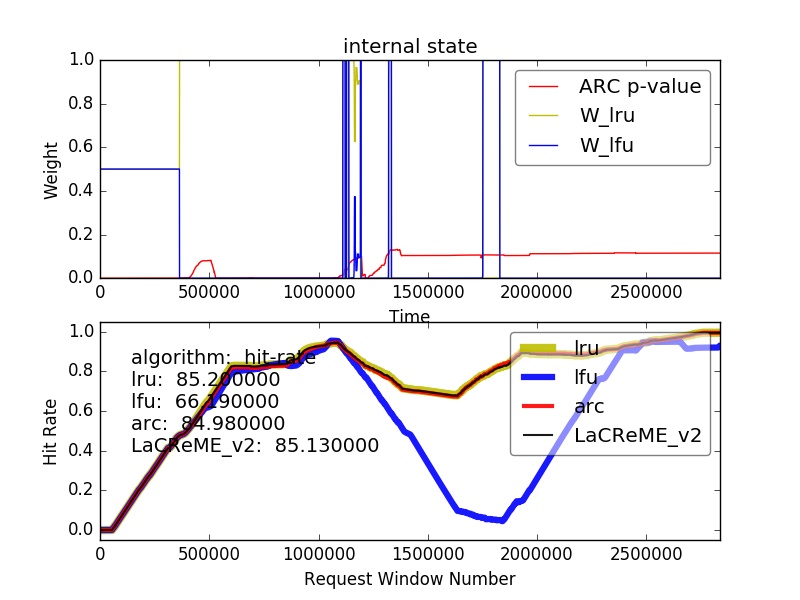 internal state
1.0
0.8
0.6
0.4
0.2
0.0
Weight
ARC p-value
W_lru
W_lfu
0 500000 1000000 1500000 2000000 2500000
Time
1.0
0.8
0.6
0.4
0.2
0.0
Hit Rate
algorithm: hit-rate
lru: 85.200000
lfu: 66.190000
arc: 84.980000
LaCReME_v2: 85.130000
lru
lfu
arc
LaCReME_v2
0 500000 1000000 1500000 2000000 2500000
Request Window Number